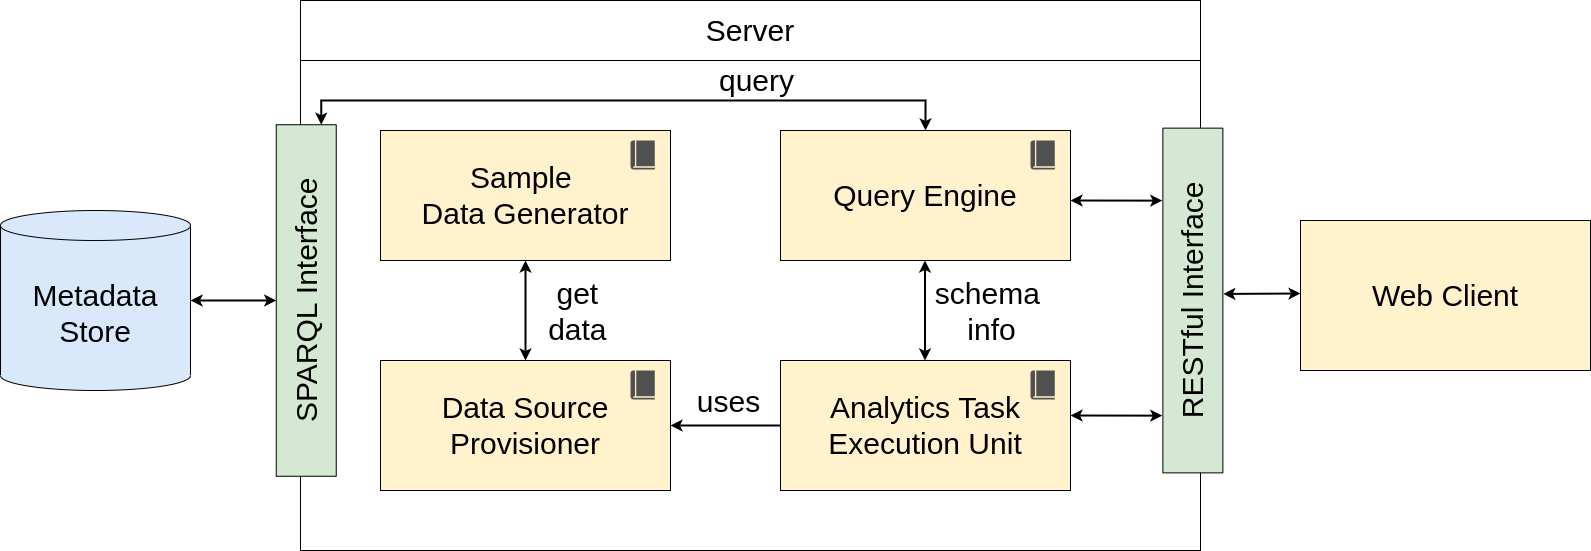 Server
query
Sample
Data Generator
Query Engine
SPARQL Interface
RESTful Interface
Metadata
Store
get
data
schema
info
Web Client
Data Source
Provisioner
uses
Analytics Task
Execution Unit